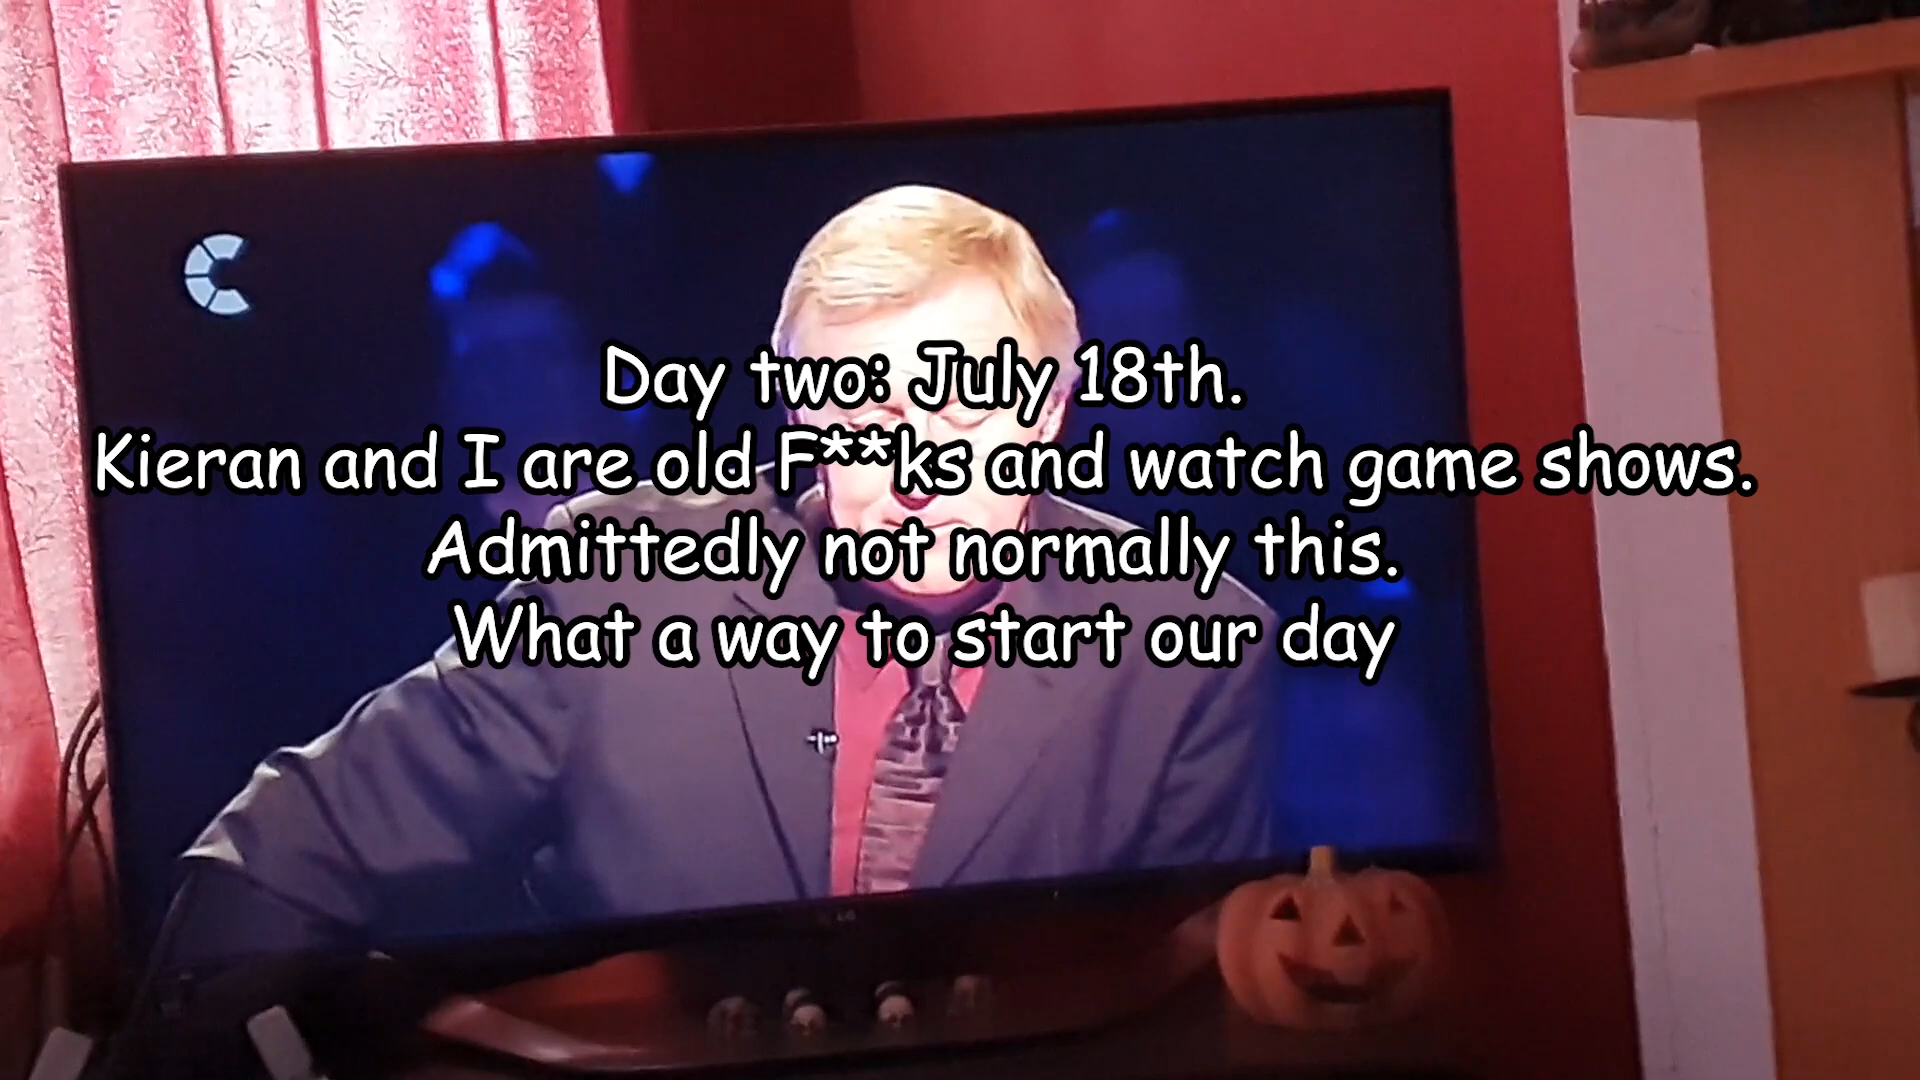 Day two: July 18th.
Kieran and I are old F**ks and watch game shows.
Admittedly not normally this.
What a way to start our day